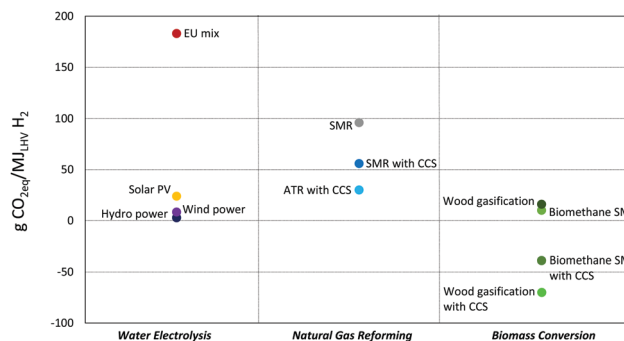 g CO2eq/MJLHV H2
200
150
100
50
0
-50
-100
EU mix
Solar PV
Hydro power
Wind power
SMR
SMR with CCS
ATR with CCS
Wood gasification
Biomethane
Biomethane
with CCS
Wood gasification
with CCS
Water Electrolysis
Natural Gas Reforming
Biomass Conversion